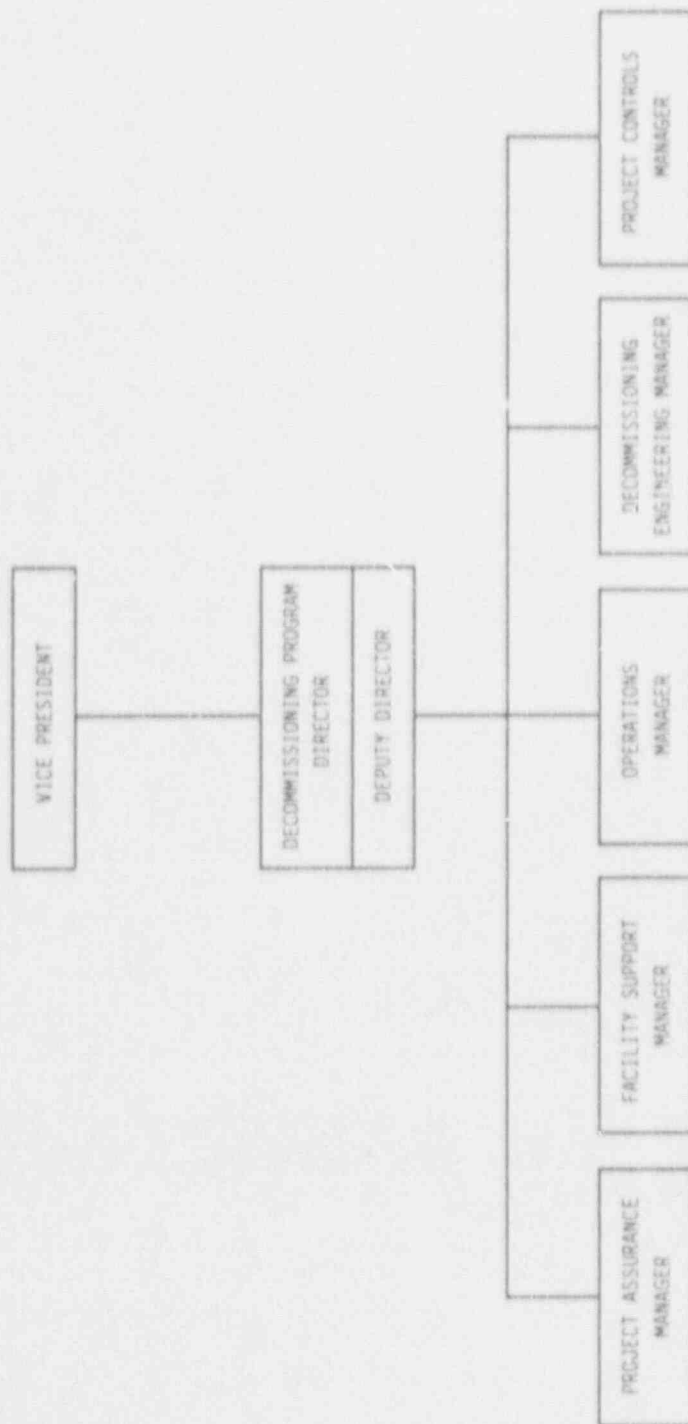 VICE PRESIDENT
DECOMMISSIONING PROGRAM
DIRECTOR
DEPUTY DIRECTOR
PROJECT ASSURANCE
MANAGER
FACILITY SUPPORT
MANAGER
OPERATIONS
MANAGER
DECOMMISSIONING
ENGINEERING MANAGER
PROJECT CONTROLS
MANAGER